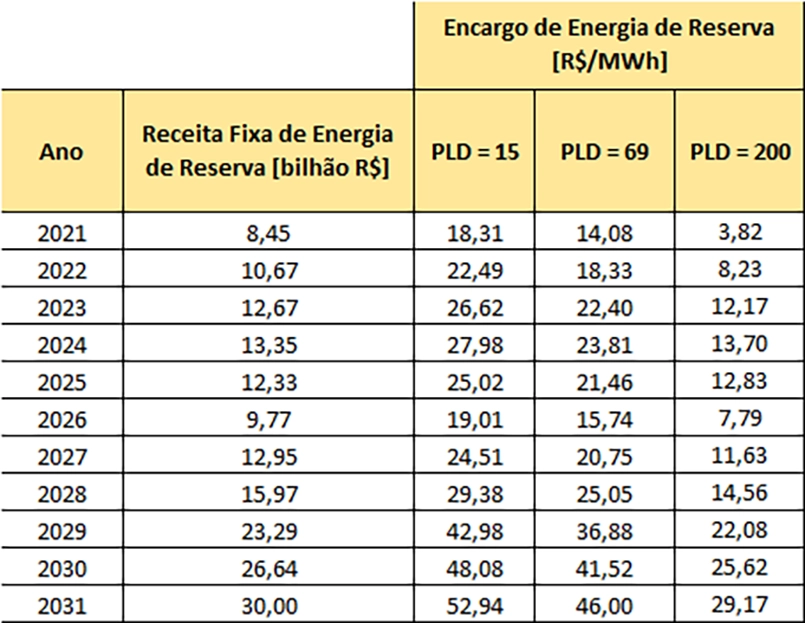 Encargo de Energia de Reserva
[R$/MWh]
Ano
Receita Fixa de Energia
de Reserva [bilhão R$]
PLD = 15
PLD = 69
PLD = 200
2021 8,45 18,31 14,08 3,82
2022 10,67 22,49 18,33 8,23
2023 12,67 26,62 22,40 12,17
2024 13,35 27,98 23,81 13,70
2025 12,33 25,02 21,46 12,83
2026 9,77 19,01 15,74 7,79
2027 12,95 24,51 20,75 11,63
2028 15,97 29,38 25,05 14,56
2029 23,29 42,98 36,88 22,08
2030 26,64 48,08 41,52 25,62
2031 30,00 52,94 46,00 29,17